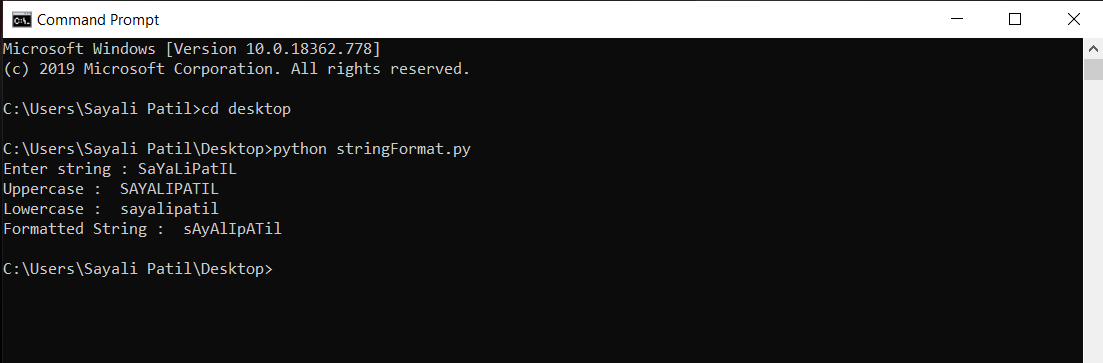 Command Prompt
Microsoft Windows [Version 10.0.18362.778]
(c) 2019 Microsoft Corporation. All rights reserved.
C:\Users\Sayali Patil>cd desktop
C:\Users\Sayali Patil\Desktop>python stringFormat.py
Enter string : SaYaLiPatIL
Uppercase :  SAYALIPATIL
Lowercase :  sayalipatil
Formatted String :  sAyAlIpATil
C:\Users\Sayali Patil\Desktop>